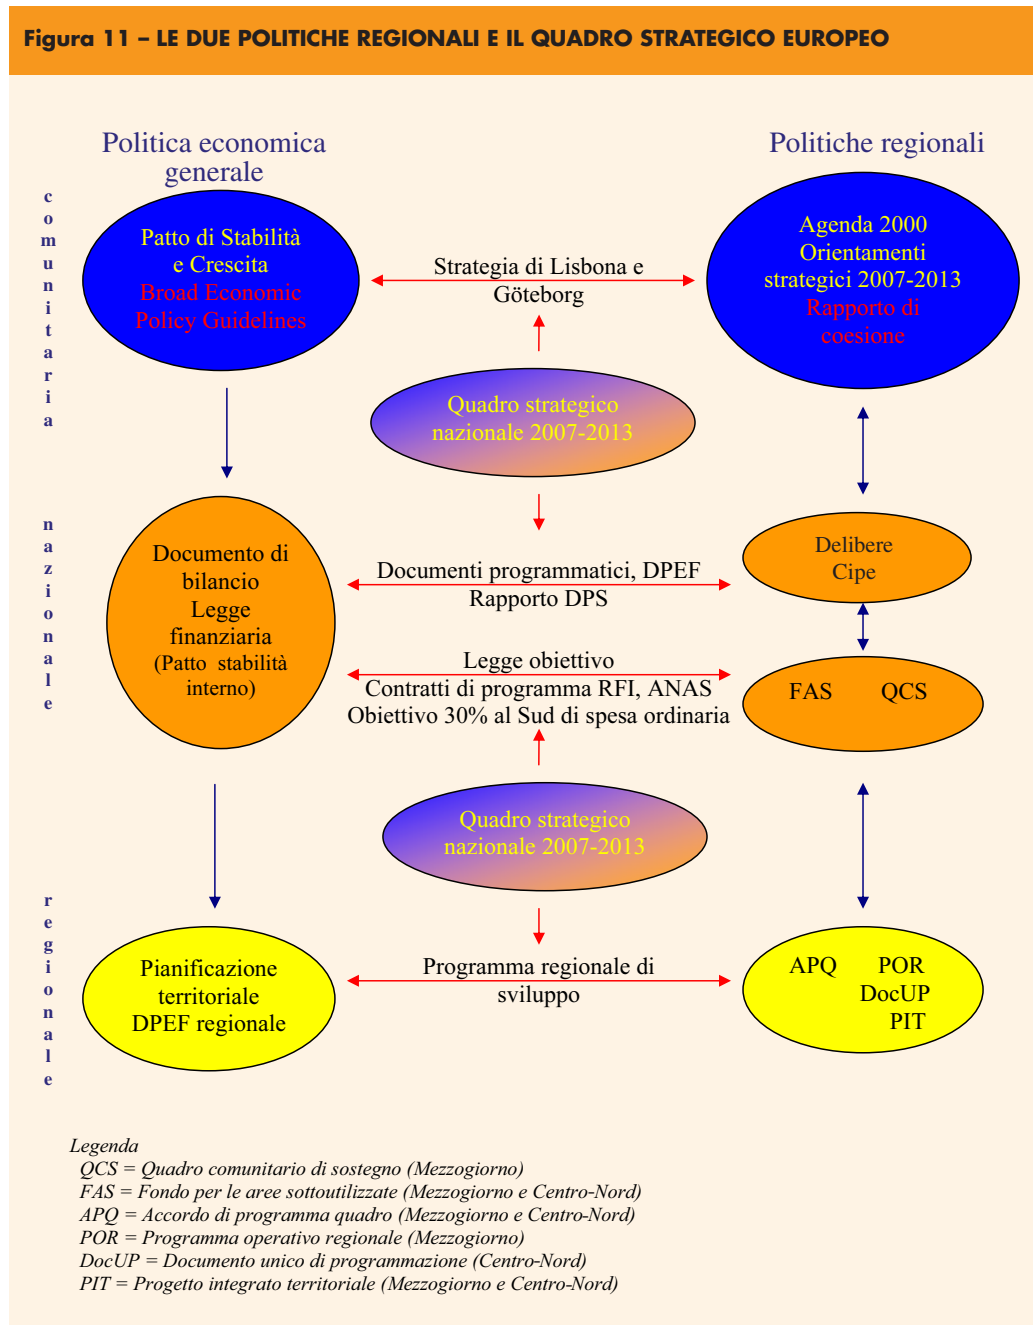 Figura 11 – LE DUE POLITICHE REGIONALI E IL QUADRO STRATEGICO EUROPEO
Politica economica
generale
Politiche regionali
comunitaria
Patto di Stabilità
e Crescita
Broad Economic
Policy Guidelines
Strategia di Lisbona e
Göteborg
Agenda 2000
Orientamenti
strategici 2007-2013
Rapporto di
coesione
Quadro strategico
nazionale 2007-2013
nazionale
Documento di
bilancio
Legge
finanziaria
(Patto stabilità
interno)
Documenti programmatici, DPEF
Rapporto DPS
Delibere
Cipe
Legge obiettivo
Contratti di programma RFI, ANAS
Obiettivo 30% al Sud di spesa ordinaria
FAS QCS
Quadro strategico
nazionale 2007-2013
regionale
Pianificazione
territoriale
DPEF regionale
Programma regionale di
sviluppo
APQ POR
DocUP
PIT
Legenda
QCS = Quadro comunitario di sostegno (Mezzogiorno)
FAS = Fondo per le aree sottoutilizzate (Mezzogiorno e Centro-Nord)
APQ = Accordo di programma quadro (Mezzogiorno e Centro-Nord)
POR = Programma operativo regionale (Mezzogiorno)
DocUP = Documento unico di programmazione (Centro-Nord)
PIT = Progetto integrato territoriale (Mezzogiorno e Centro-Nord)